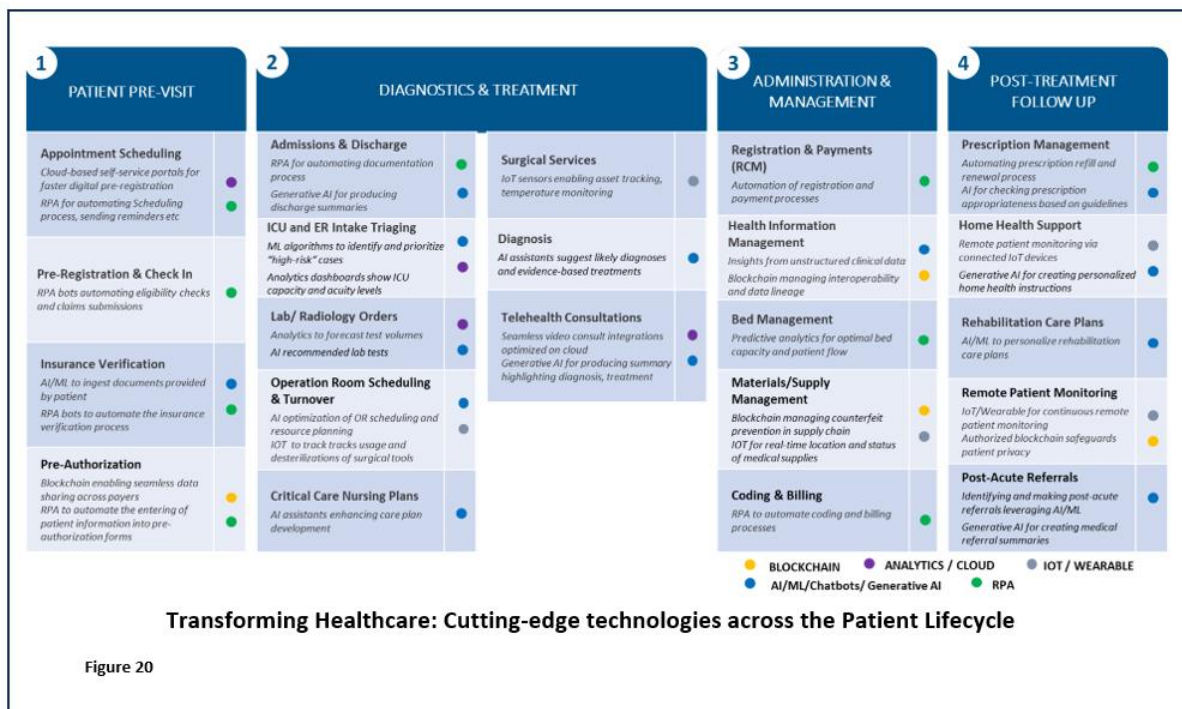 1
PATIENT PRE-VISIT
Appointment Scheduling
Cloud-based self-service portals for
faster digital pre-registration
RPA for automating Scheduling
process, sending reminders etc
Pre-Registration & Check In
RPA bots automating eligibility checks
and claims submissions
Insurance Verification
AI/ML to ingest documents provided
by patient
RPA bots to automate the insurance
verification process
Pre-Authorization
Blockchain enabling seamless data
sharing across payers
RPA to automate the entering of
patient information into pre-
authorization forms
2
DIAGNOSTICS & TREATMENT
Admissions & Discharge
RPA for automating documentation
process
Generative AI for producing
discharge summaries
ICU and ER Intake Triaging
ML algorithms to identify and prioritize
"high-risk" cases
Analytics dashboards show ICU
capacity and acuity levels
Lab/ Radiology Orders
Analytics to forecast test volumes
AI recommended lab tests
Operation Room Scheduling
& Turnover
AI optimization of OR scheduling and
resource planning
IOT to track tracks usage and
desterilizations of surgical tools
Critical Care Nursing Plans
AI assistants enhancing care plan
development
Surgical Services
IoT sensors enabling asset tracking,
temperature monitoring
Diagnosis
AI assistants suggest likely diagnoses
and evidence-based treatments
Telehealth Consultations
Seamless video consult integrations
optimized on cloud
Generative AI for producing summary
highlighting diagnosis, treatment
3
ADMINISTRATION &
MANAGEMENT
Registration & Payments
(RCM)
Automation of registration and
payment processes
Health Information
Management
Insights from unstructured clinical data
Blockchain managing interoperability
and data lineage
Bed Management
Predictive analytics for optimal bed
capacity and patient flow
Materials/Supply
Management
Blockchain managing counterfeit
prevention in supply chain
IOT for real-time location and status
of medical supplies
Coding & Billing
RPA to automate coding and billing
processes
4
POST-TREATMENT
FOLLOW UP
Prescription Management
Automating prescription refill and
renewal process
AI for checking prescription
appropriateness based on guidelines
Home Health Support
Remote patient monitoring via
connected IoT devices
Generative AI for creating personalized
home health instructions
Rehabilitation Care Plans
AI/ML to personalize rehabilitation
care plans
Remote Patient Monitoring
IoT/Wearable for continuous remote
patient monitoring
Authorized blockchain safeguards
patient privacy
Post-Acute Referrals
Identifying and making post-acute
referrals leveraging AI/ML
Generative AI for creating medical
referral summaries
BLOCKCHAIN
ANALYTICS / CLOUD
IOT / WEARABLE
AI/ML/Chatbots/ Generative AI
RPA
Transforming Healthcare: Cutting-edge technologies across the Patient Lifecycle
Figure 20